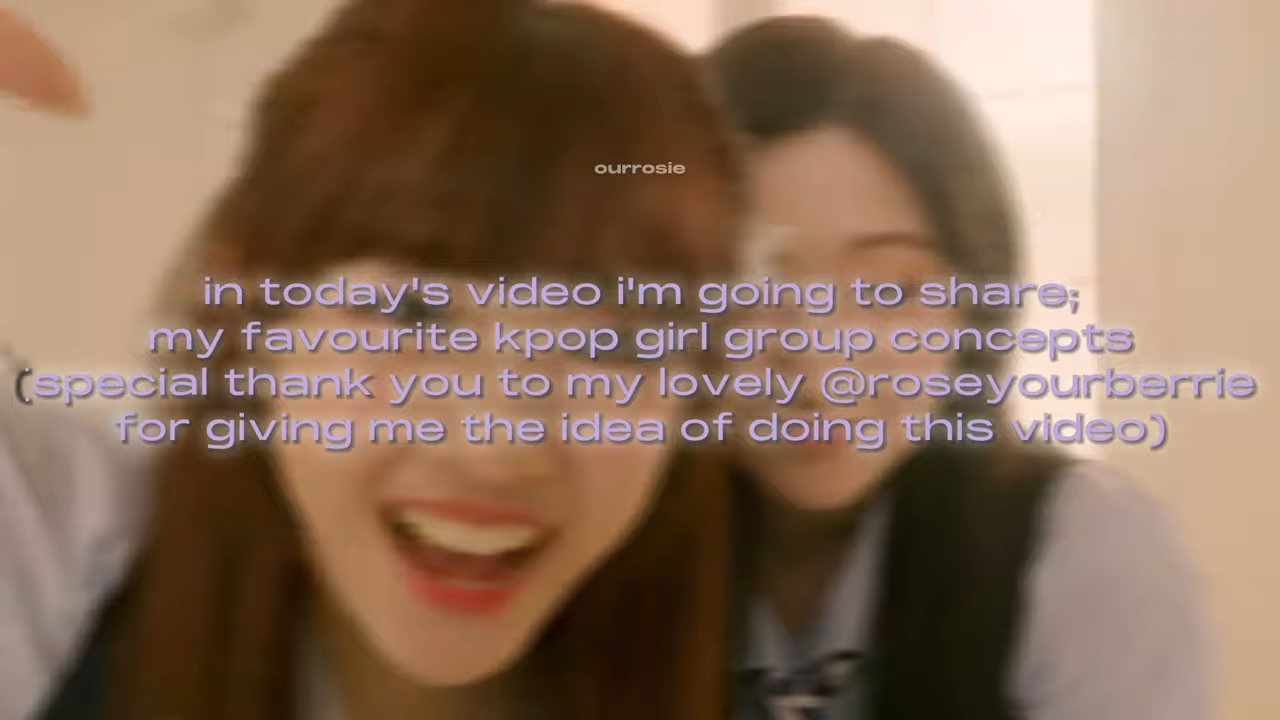 ourrosie
in today's video i'm going to share;
my favourite kpop girl group concepts
(special thank you to my lovely @roseyourberrie
for giving me the idea of doing this video)